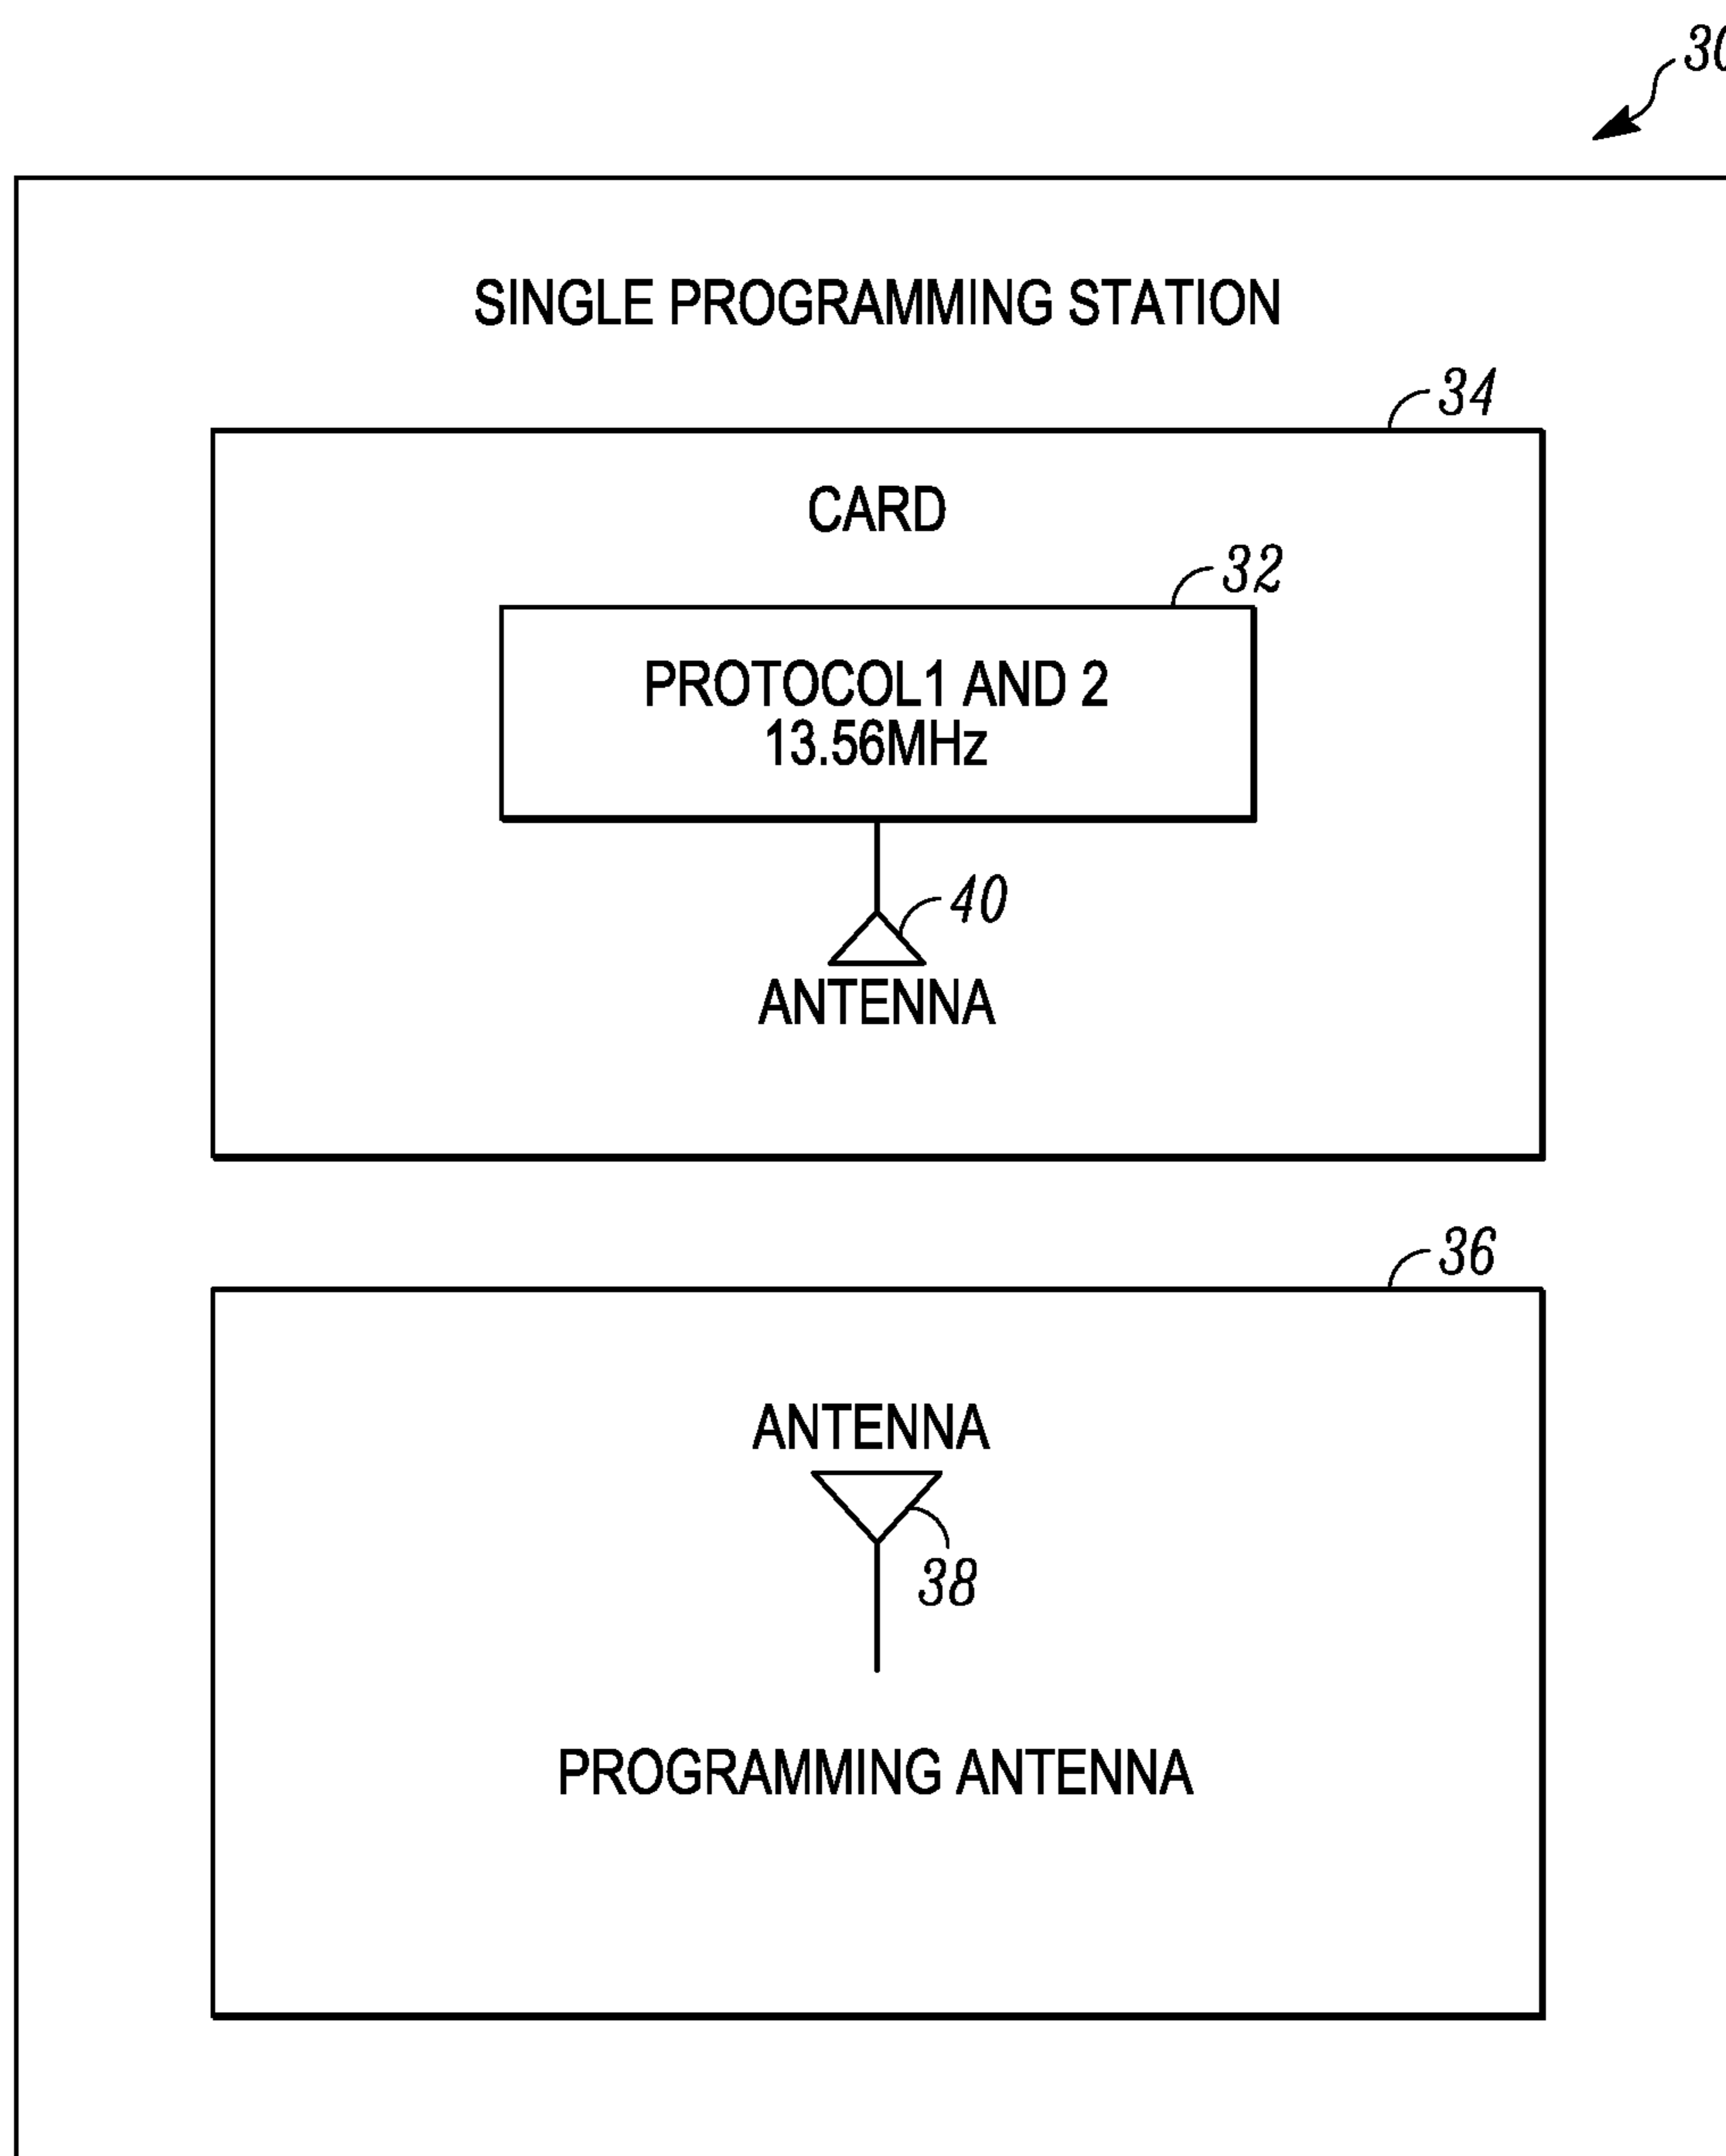 30
SINGLE PROGRAMMING STATION
34
CARD
32
PROTOCOL1 AND 2
13.56MHz
40
ANTENNA
36
ANTENNA
38
PROGRAMMING ANTENNA